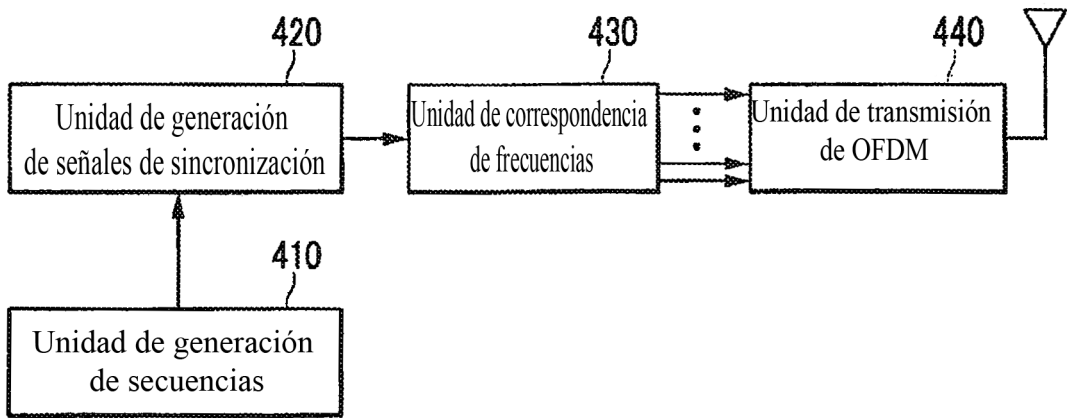 420
430
440
Unidad de generación
de señales de sincronización
Unidad de correspondencia
de frecuencias
Unidad de transmisión
de OFDM
410
Unidad de generación
de secuencias